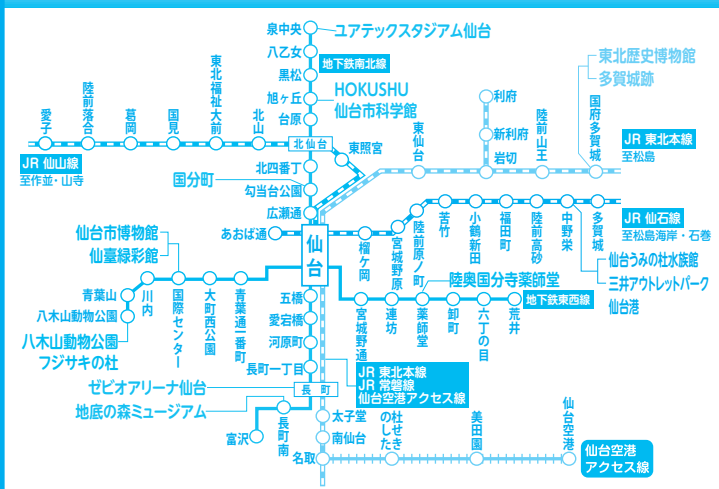 泉中央
ユアテックスタジアム仙台
八乙女
地下鉄南北線
黒松
旭ヶ丘
HOKUSHU
仙台市科学館
台原
東北歴史博物館
多賀城跡
利府
新利府
岩切
愛子
陸前落合
葛岡
国見
東北福祉大前
北山
北仙台
東照宮
東仙台
陸前山王
国府多賀城
JR 東北本線
至松島
JR 仙山線
至作並・山寺
北四番丁
国分町
勾当台公園
広瀬通
あおば通
仙台
榴ヶ岡
宮城野原
陸前原ノ町
苦竹
小鶴新田
福田町
陸前高砂
中野栄
多賀城
JR 仙石線
至松島海岸・石巻
仙台うみの杜水族館
三井アウトレットパーク
仙台港
仙台市博物館
仙臺緑彩館
青葉山
八木山動物公園
八木山動物公園
フジサキの杜
川内
国際センター
大町西公園
青葉通一番町
陸奥国分寺薬師堂
宮城野通
連坊
薬師堂
卸町
六丁の目
荒井
地下鉄東西線
五橋
愛宕橋
河原町
長町一丁目
JR 東北本線
JR 常磐線
仙台空港アクセス線
ゼビオアリーナ仙台
長町
地底の森ミュージアム
富沢
長町南
太子堂
南仙台
名取
杜せき
のした
美田園
仙台空港
仙台空港
アクセス線